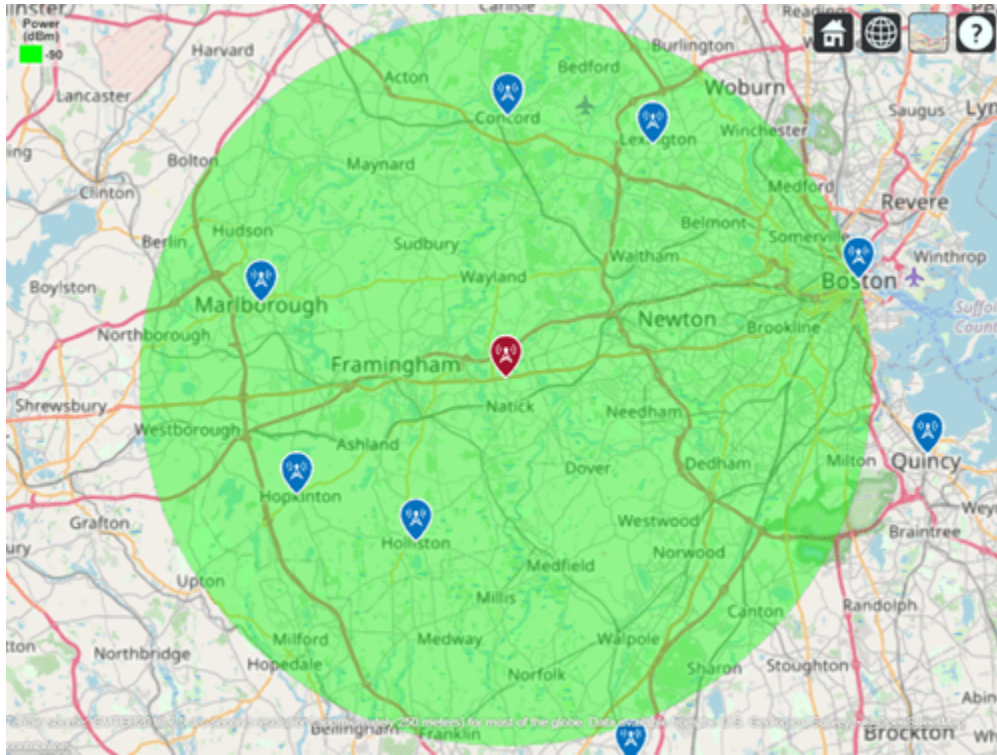 Power
(dBm)
-90
Carlisle
Reading
Harvard
Burlington
Bedford
Acton
Woburn
Lancaster
Concord
Saugus
Lyn
Lexington
Winchester
Bolton
Maynard
Clinton
Medford
Revere
Hudson
Belmont
Berlin
Sudbury
Somerville
Waltham
Winthrop
Wayland
Boylston
Boston
Marlborough
Newton
Brookline
Northborough
Framingham
Shrewsbury
Natick
Needham
Westborough
Ashland
Dover
Dedham
Milton
Quincy
Hopkinton
Grafton
Westwood
Braintree
Holliston
Norwood
Medfield
Upton
Millis
Canton
Randolph
Milford
Medway
Walpole
Northbridge
Hopedale
Sharon
Stoughton
Norfolk
Bellingham
Franklin
Brockton